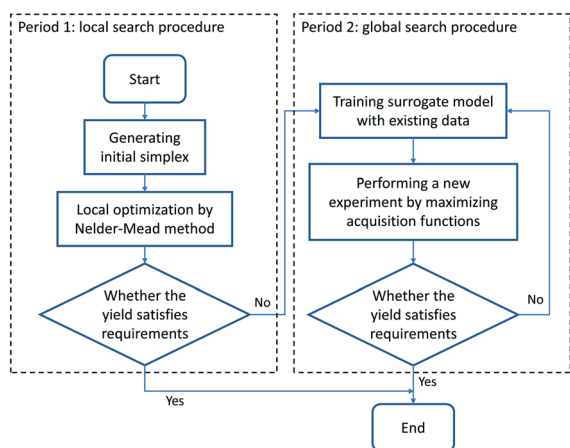 Period 1: local search procedure
Start
Generating
initial simplex
Local optimization by
Nelder-Mead method
Whether the
yield satisfies
requirements
No
Yes
Period 2: global search procedure
Training surrogate model
with existing data
Performing a new
experiment by maximizing
acquisition functions
Whether the
yield satisfies
requirements
No
Yes
End